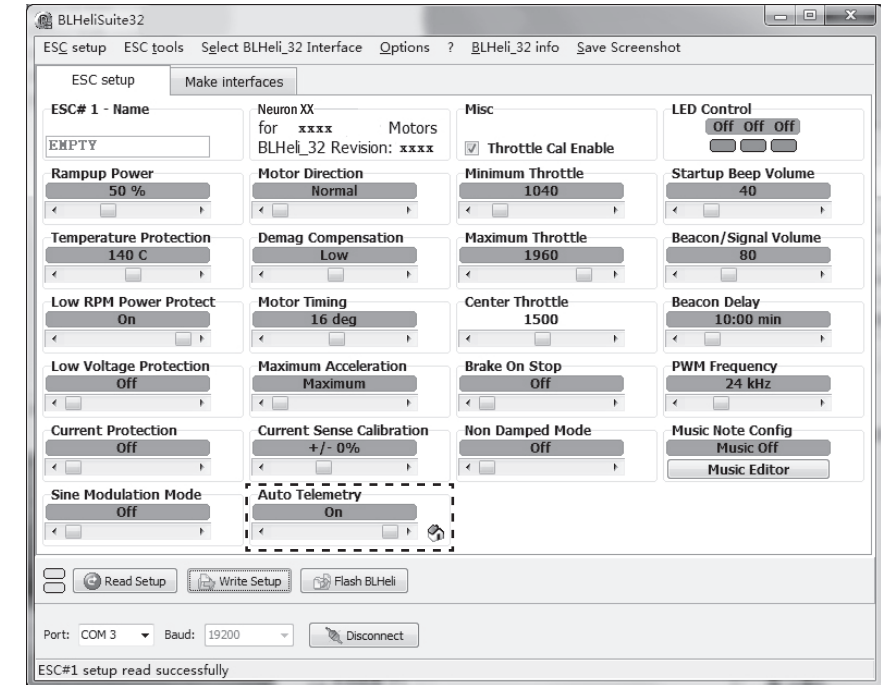 BLHeliSuite32
ESC setup ESC tools Select BLHeli_32 Interface Options ? BLHeli_32 info Save Screenshot
ESC setup Make interfaces
ESC# 1 - Name
EMPTY
Neuron XX
for xxxx Motors
BLHeli_32 Revision: xxxx
Misc
Throttle Cal Enable
LED Control
Off Off Off
Rampup Power
50 %
Motor Direction
Normal
Minimum Throttle
1040
Startup Beep Volume
40
Temperature Protection
140 C
Demag Compensation
Low
Maximum Throttle
1960
Beacon/Signal Volume
80
Low RPM Power Protect
On
Motor Timing
16 deg
Center Throttle
1500
Beacon Delay
10:00 min
Low Voltage Protection
Off
Maximum Acceleration
Maximum
Brake On Stop
Off
PWM Frequency
24 kHz
Current Protection
Off
Current Sense Calibration
+/- 0%
Non Damped Mode
Off
Music Note Config
Music Off
Music Editor
Sine Modulation Mode
Off
Auto Telemetry
On
Read Setup Write Setup Flash BLHeli
Port: COM 3 Baud: 19200 Disconnect
ESC#1 setup read successfully